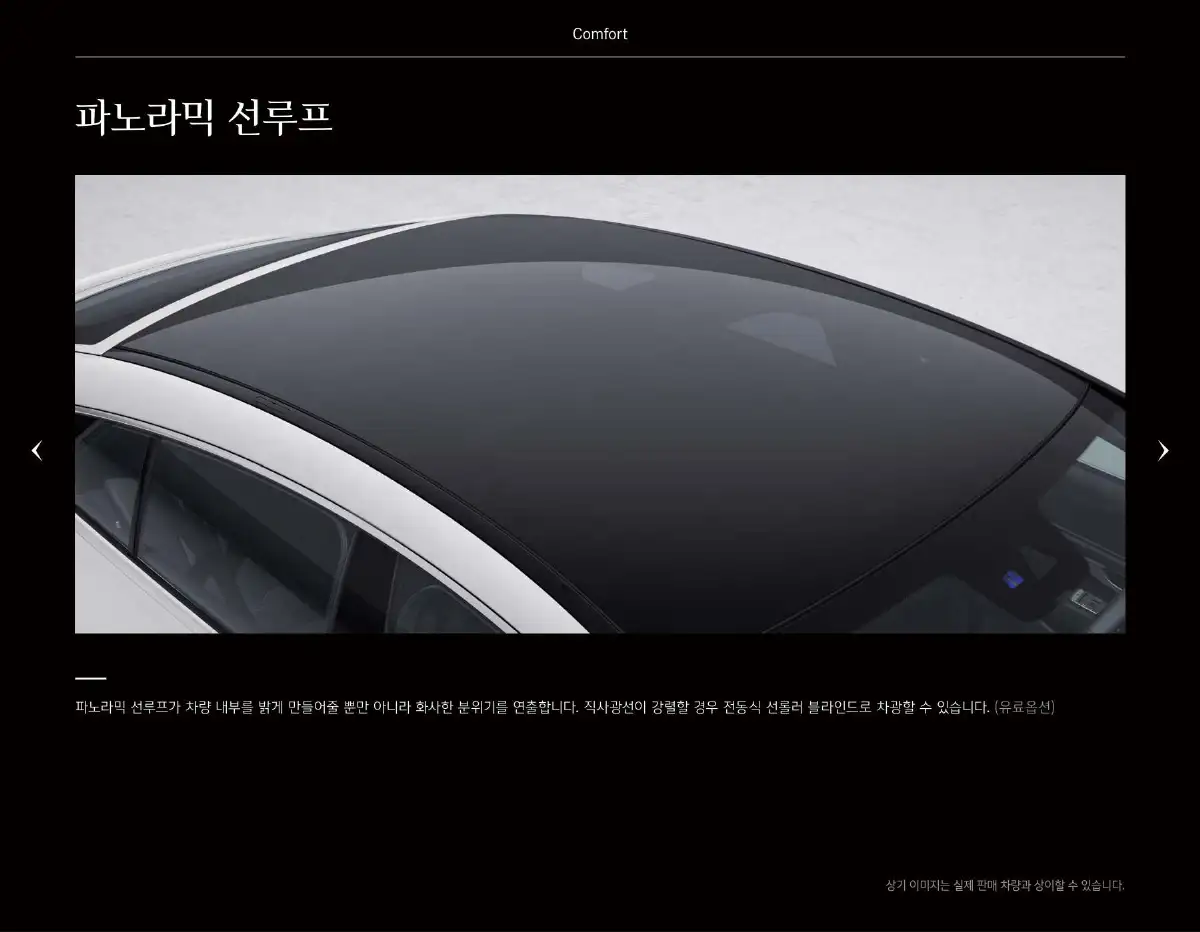 Comfort
파노라믹 선루프
파노라믹 선루프가 차량 내부를 밝게 만들어줄 뿐만 아니라 화사한 분위기를 연출합니다. 직사광선이 강렬할 경우 전동식 선롤러 블라인드로 차광할 수 있습니다. (유료옵션)
상기 이미지는 실제 판매 차량과 상이할 수 있습니다.